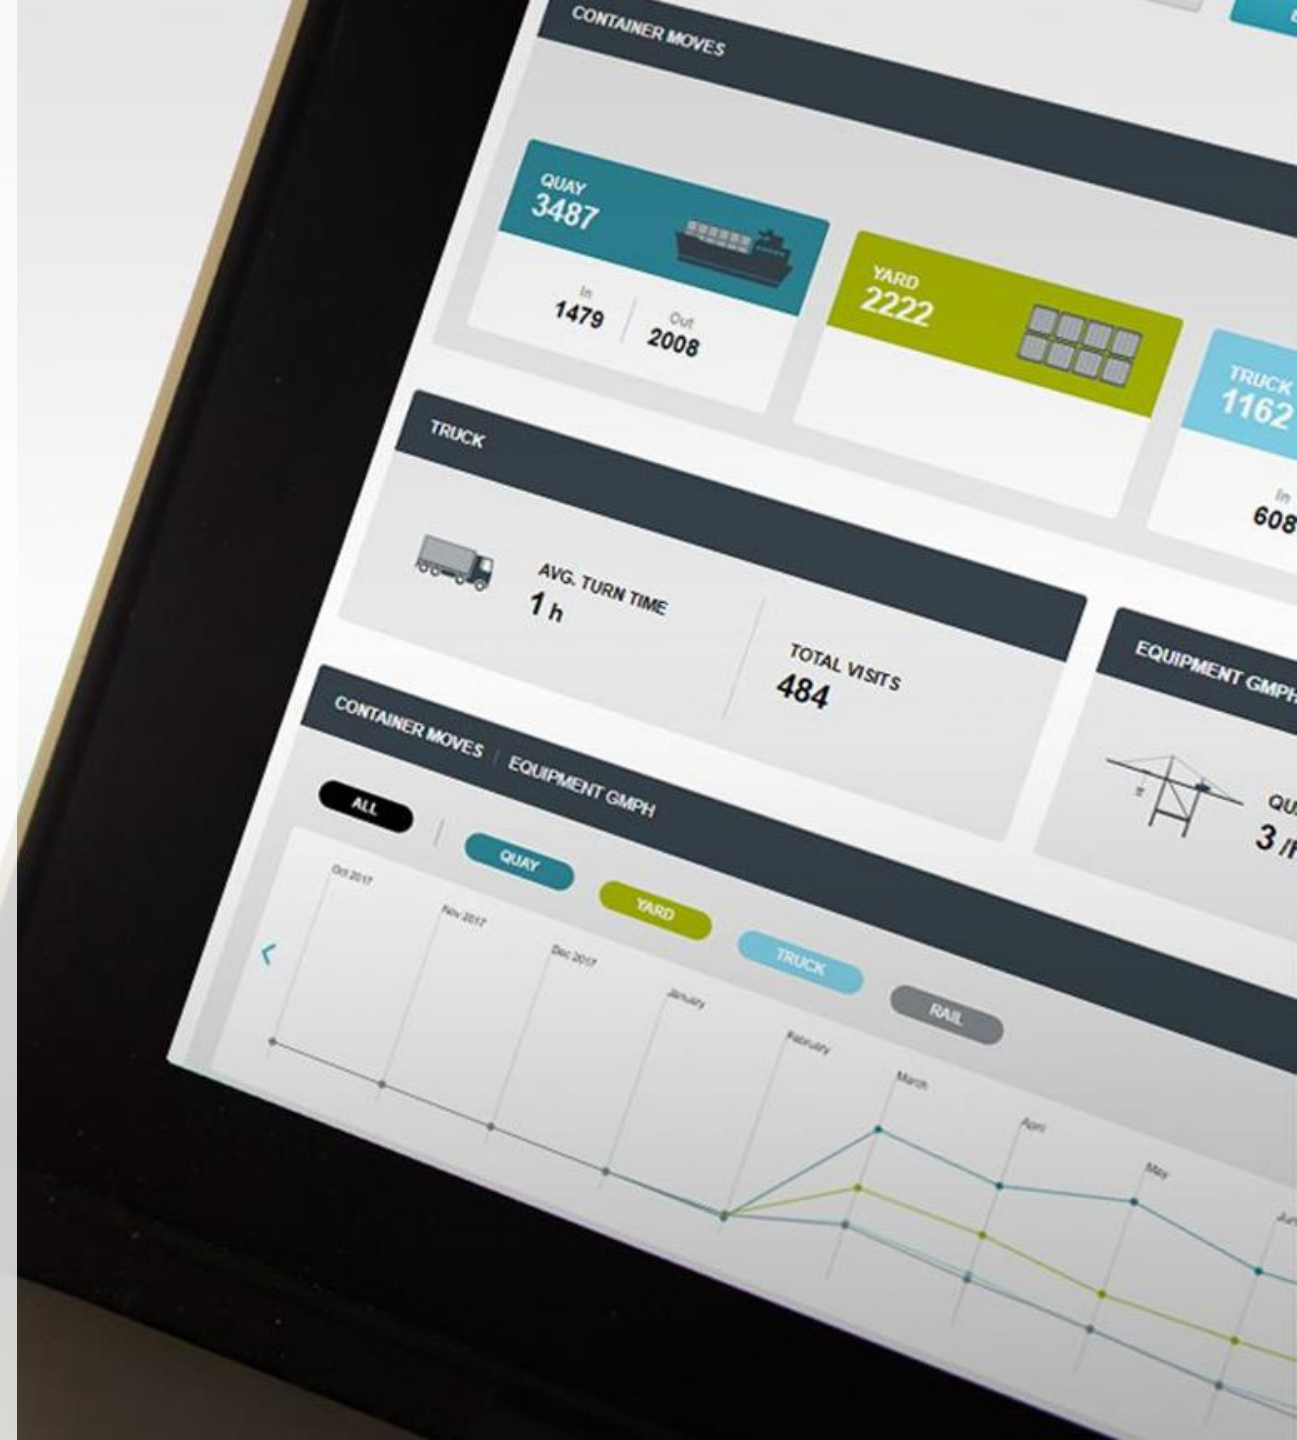 CONTAINER MOVES
QUAY
3487
In
1479
Out
2008
YARD
2222
TRUCK
1162
In
608
TRUCK
AVG. TURN TIME
1 h
TOTAL VISITS
484
EQUIPMENT GMPH
3 /h
CONTAINER MOVES | EQUIPMENT GMPH
ALL
QUAY
YARD
TRUCK
RAIL
Oct 2017
Nov 2017
Dec 2017
January
February
March
April
May